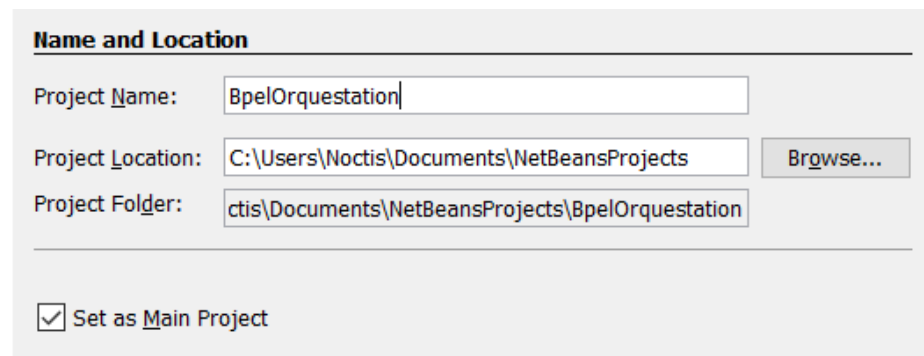 Name and Location
Project Name: BpelOrquestation
Project Location: C:\Users\Noctis\Documents\NetBeansProjects Browse...
Project Folder: ctis\Documents\NetBeansProjects\BpelOrquestation
Set as Main Project